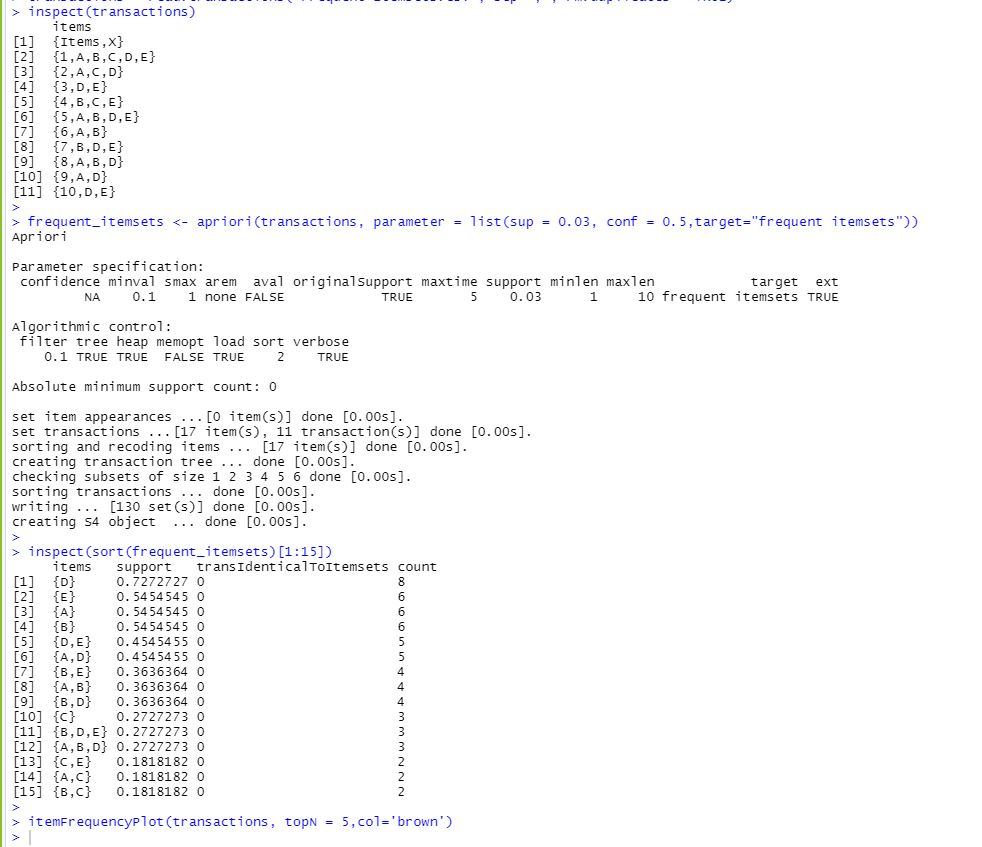 > inspect(transactions)
    items
[1]  {Items,X}
[2]  {1,A,B,C,D,E}
[3]  {2,A,C,D}
[4]  {3,D,E}
[5]  {4,B,C,E}
[6]  {5,A,B,D,E}
[7]  {6,A,B}
[8]  {7,B,D,E}
[9]  {8,A,B,D}
[10] {9,A,D}
[11] {10,D,E}
>
> frequent_itemsets <- apriori(transactions, parameter = list(sup = 0.03, conf = 0.5,target="frequent itemsets"))
Apriori

Parameter specification:
 confidence minval smax arem  aval originalSupport maxtime support minlen maxlen            target  ext
         NA    0.1    1 none FALSE            TRUE       5    0.03      1     10 frequent itemsets TRUE

Algorithmic control:
 filter tree heap memopt load sort verbose
    0.1 TRUE TRUE  FALSE TRUE    2    TRUE

Absolute minimum support count: 0

set item appearances ...[0 item(s)] done [0.00s].
set transactions ...[17 item(s), 11 transaction(s)] done [0.00s].
sorting and recoding items ... [17 item(s)] done [0.00s].
creating transaction tree ... done [0.00s].
checking subsets of size 1 2 3 4 5 6 done [0.00s].
sorting transactions ... done [0.00s].
writing ... [130 set(s)] done [0.00s].
creating S4 object  ... done [0.00s].
>
> inspect(sort(frequent_itemsets)[1:15])
     items   support   transIdenticalToItemsets count
[1]  {D}     0.7272727 0                        8
[2]  {E}     0.5454545 0                        6
[3]  {A}     0.5454545 0                        6
[4]  {B}     0.5454545 0                        6
[5]  {D,E}   0.4545455 0                        5
[6]  {A,D}   0.4545455 0                        5
[7]  {B,E}   0.3636364 0                        4
[8]  {A,B}   0.3636364 0                        4
[9]  {B,D}   0.3636364 0                        4
[10] {C}     0.2727273 0                        3
[11] {B,D,E} 0.2727273 0                        3
[12] {A,B,D} 0.2727273 0                        3
[13] {C,E}   0.1818182 0                        2
[14] {A,C}   0.1818182 0                        2
[15] {B,C}   0.1818182 0                        2
>
> itemFrequencyPlot(transactions, topN = 5,col='brown')
>